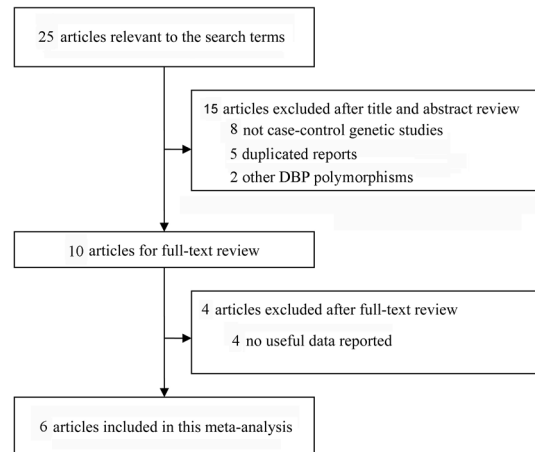 25 articles relevant to the search terms
15 articles excluded after title and abstract review
8 not case-control genetic studies
5 duplicated reports
2 other DBP polymorphisms
10 articles for full-text review
4 articles excluded after full-text review
4 no useful data reported
6 articles included in this meta-analysis